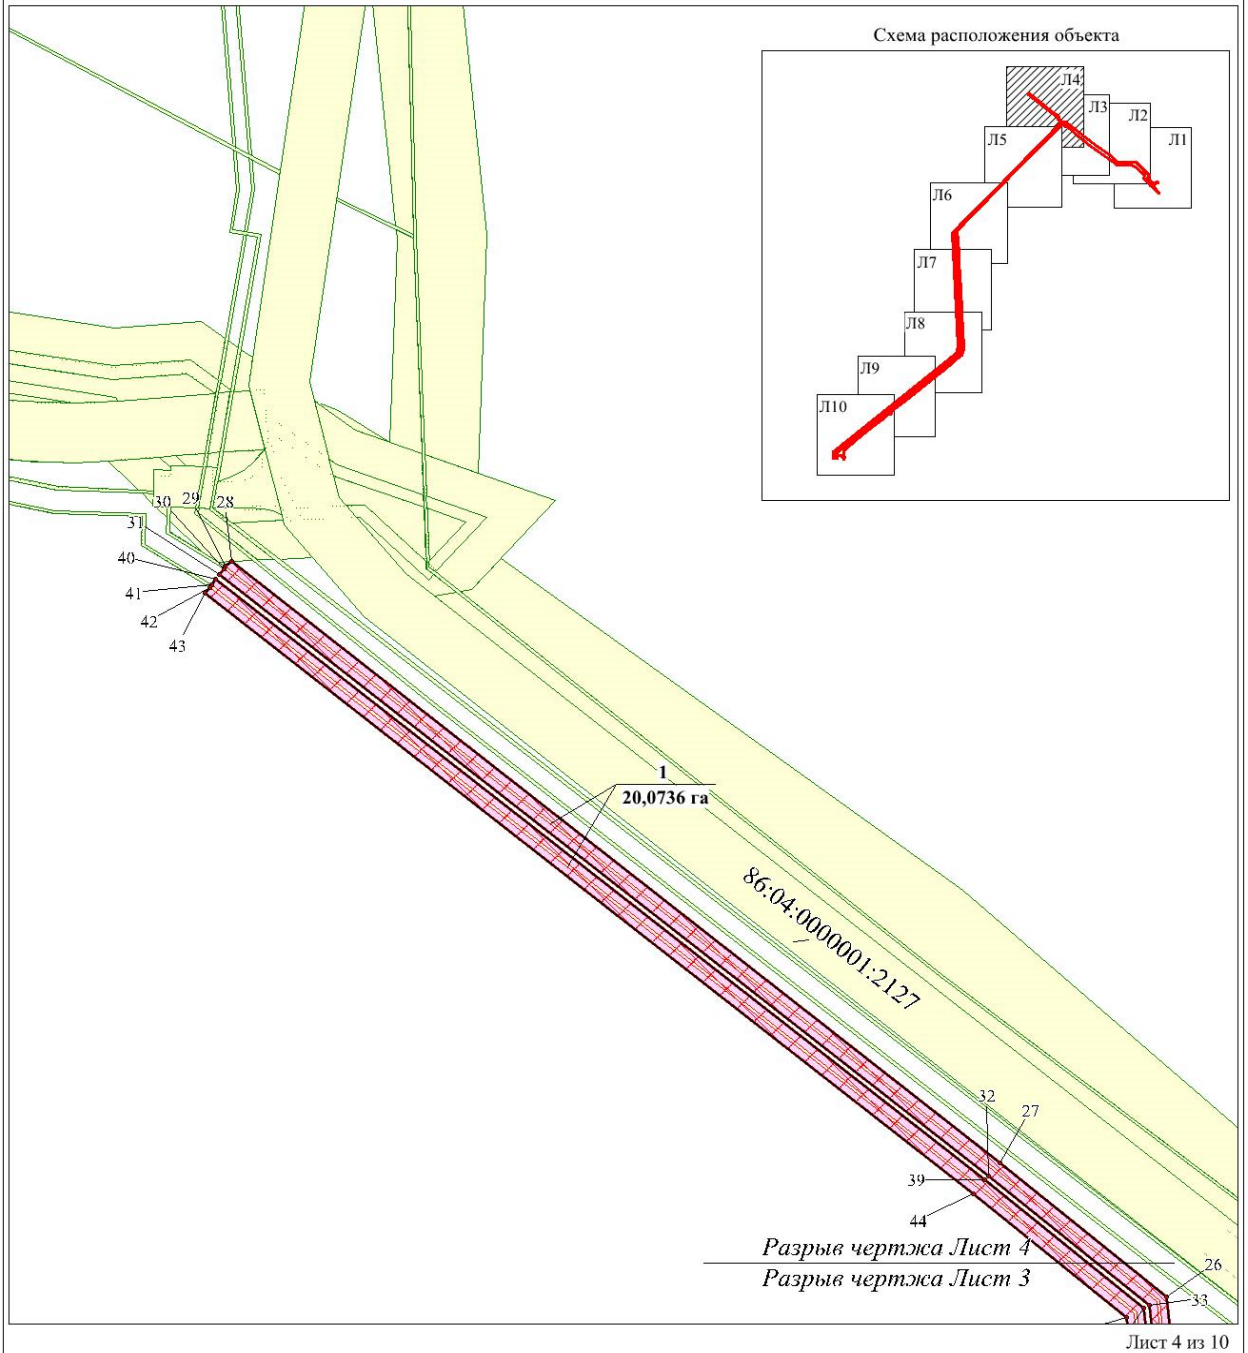 Схема расположения объекта
Л4
Л3
Л2
Л1
Л5
Л6
Л7
Л8
Л9
Л10
30
29
28
31
40
41
42
43
1
20,0736 га
86:04:0000001:2127
32
27
39
44
Разрыв чертжа Лист 4
Разрыв чертжа Лист 3
26
33
Лист 4 из 10